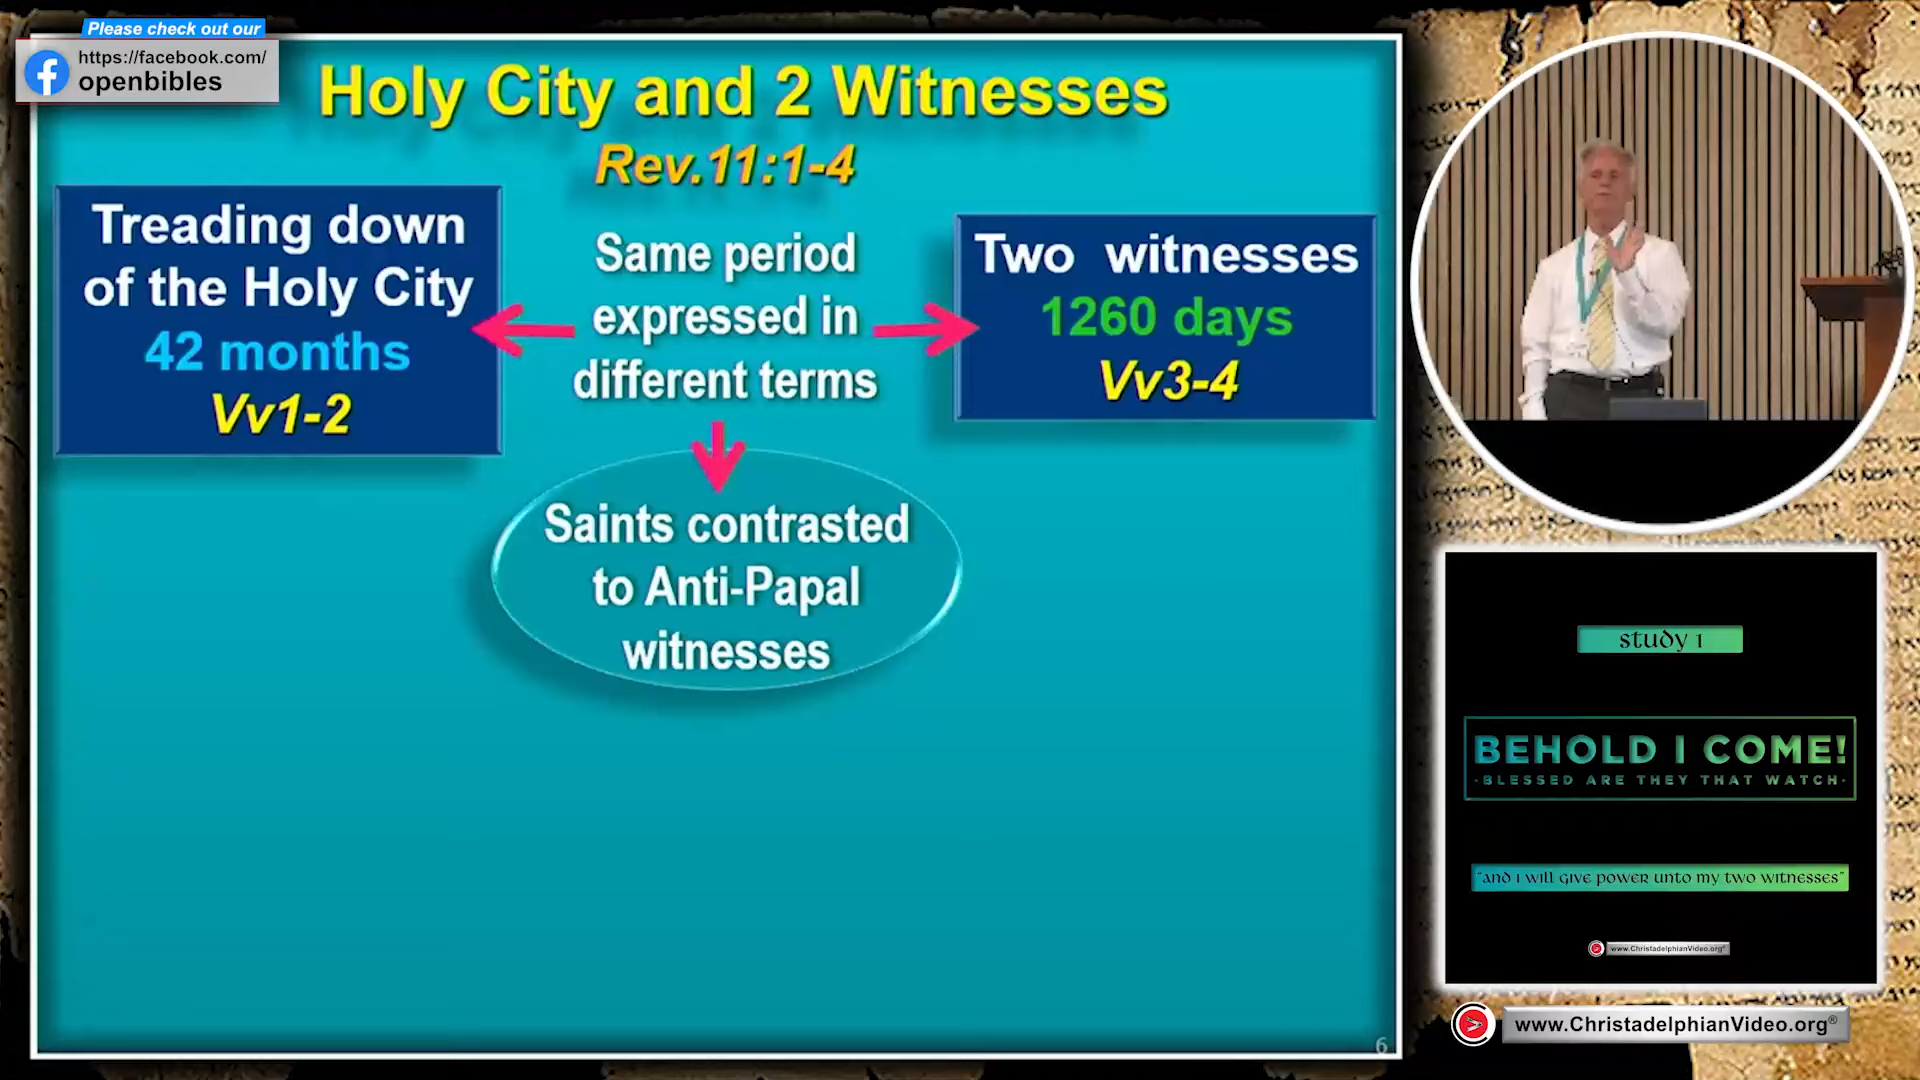 Please check out our
https://facebook.com/
openbibles
Holy City and 2 Witnesses
Rev.11:1-4
Treading down
of the Holy City
42 months
Vv1-2
Same period
expressed in
different terms
Two witnesses
1260 days
Vv3-4
Saints contrasted
to Anti-Papal
witnesses
6
study 1
BEHOLD I COME!
·BLESSED ARE THEY THAT WATCH·
"and i will give power unto my two witnesses"
www.ChristadelphianVideo.org®
www.ChristadelphianVideo.org®